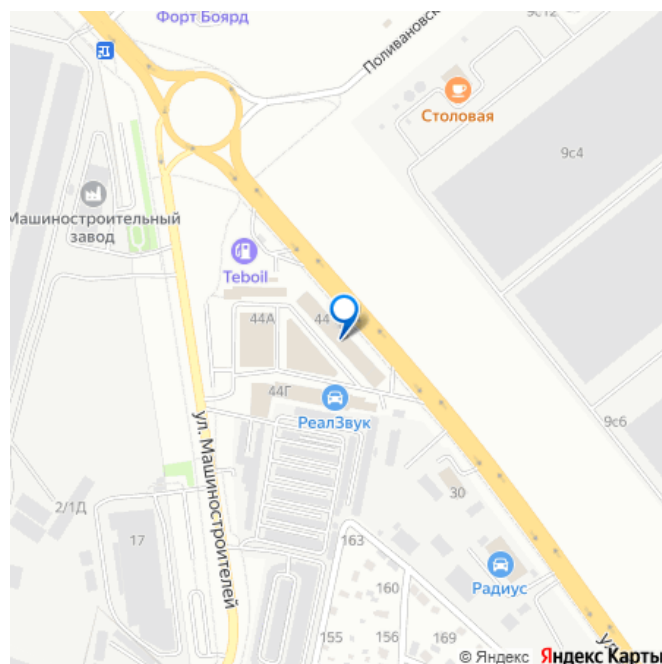 Форт Боярд
9с12
Поливановск
Столовая
9с4
Машиностроительный
завод
Teboil
44А
44
44Г
РеалЗвук
ул. Машиностроителей
9с6
2/1Д
17
30
163
160
Радиус
155
156
169
ул
© Яндекс Яндекс Карты